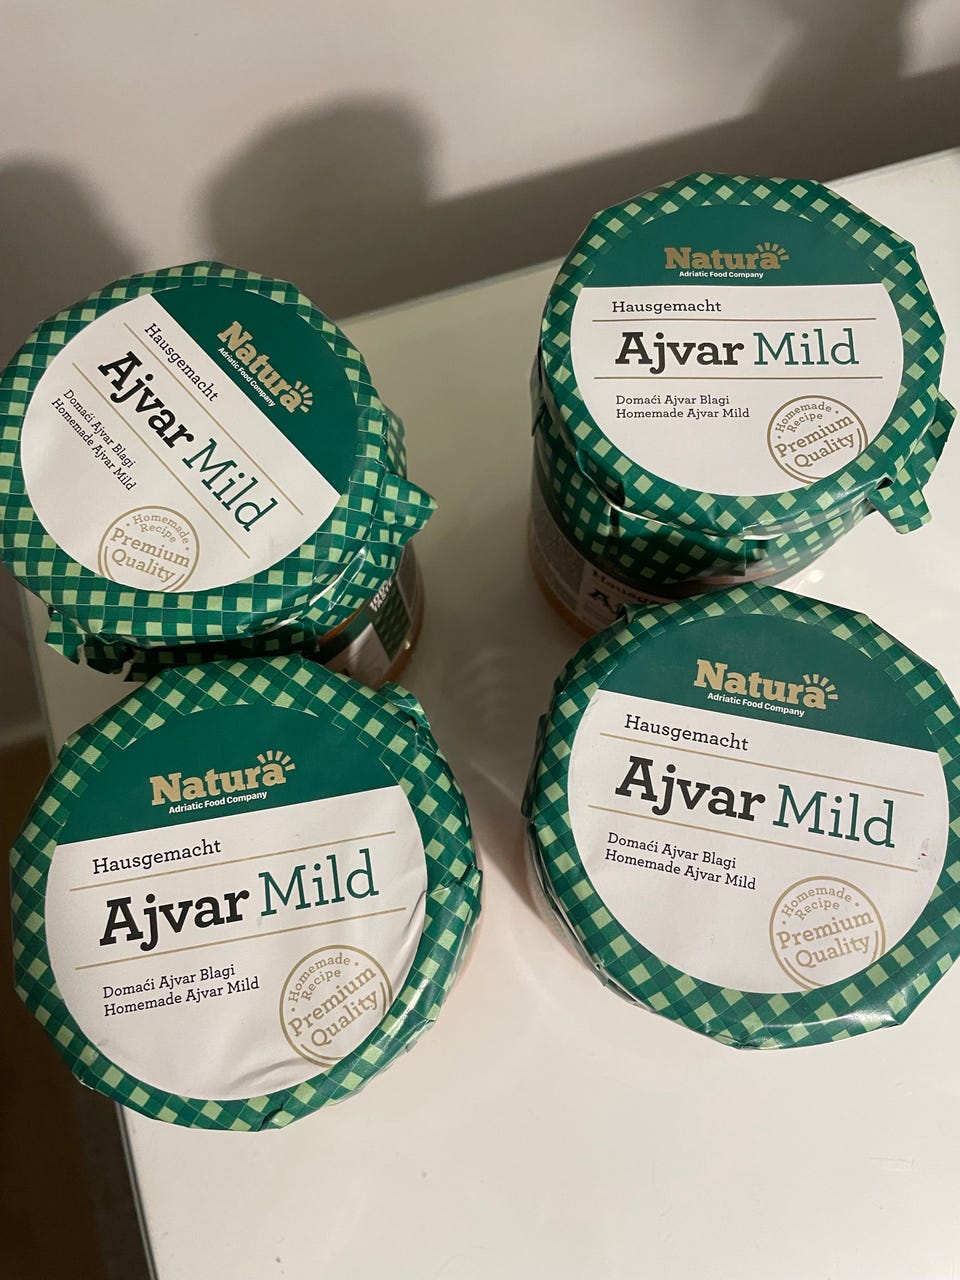 Natura
Adriatic Food Company
Hausgemacht
Ajvar Mild
Domaći Ajvar Blagi
Homemade Ajvar Mild
Homemade
Recipe
Premium
Quality
Natura
Adriatic Food Company
Hausgemacht
Ajvar Mild
Domaći Ajvar Blagi
Homemade Ajvar Mild
Homemade
Recipe
Premium
Quality
Natura
Adriatic Food Company
Hausgemacht
Ajvar Mild
Domaći Ajvar Blagi
Homemade Ajvar Mild
Homemade
Recipe
Premium
Quality
Natura
Adriatic Food Company
Hausgemacht
Ajvar Mild
Domaći Ajvar Blagi
Homemade Ajvar Mild
Homemade
Recipe
Premium
Quality